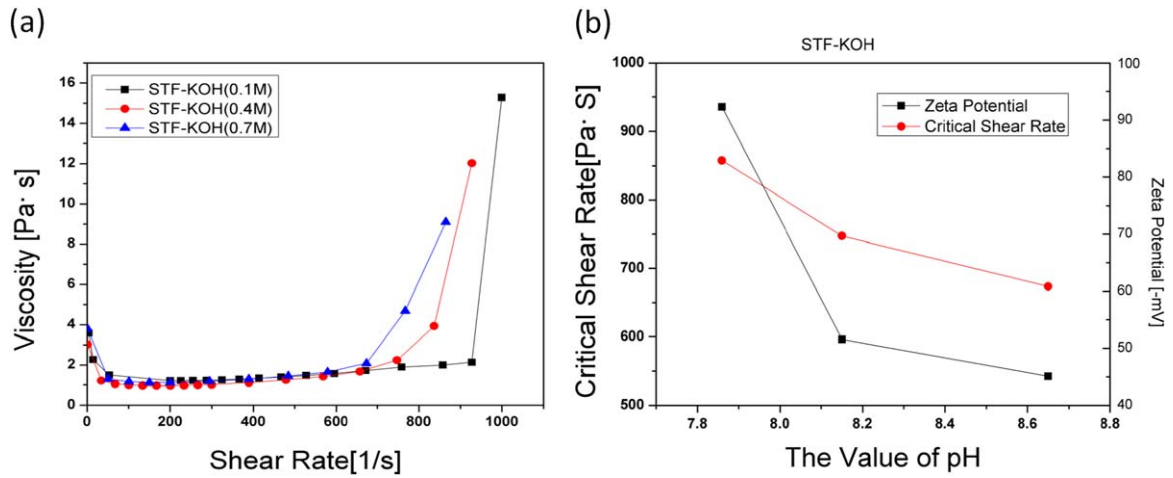 (a)
STF-KOH(0.1M)
STF-KOH(0.4M)
STF-KOH(0.7M)
Viscosity [Pa· s]
16
14
12
10
8
6
4
2
0
0 200 400 600 800 1000
Shear Rate[1/s]
(b)
STF-KOH
Zeta Potential
Critical Shear Rate
Critical Shear Rate[Pa· S]
1000
900
800
700
600
500
100
90
80
70
60
50
40
Zeta Potential [-mV]
7.8 8.0 8.2 8.4 8.6 8.8
The Value of pH